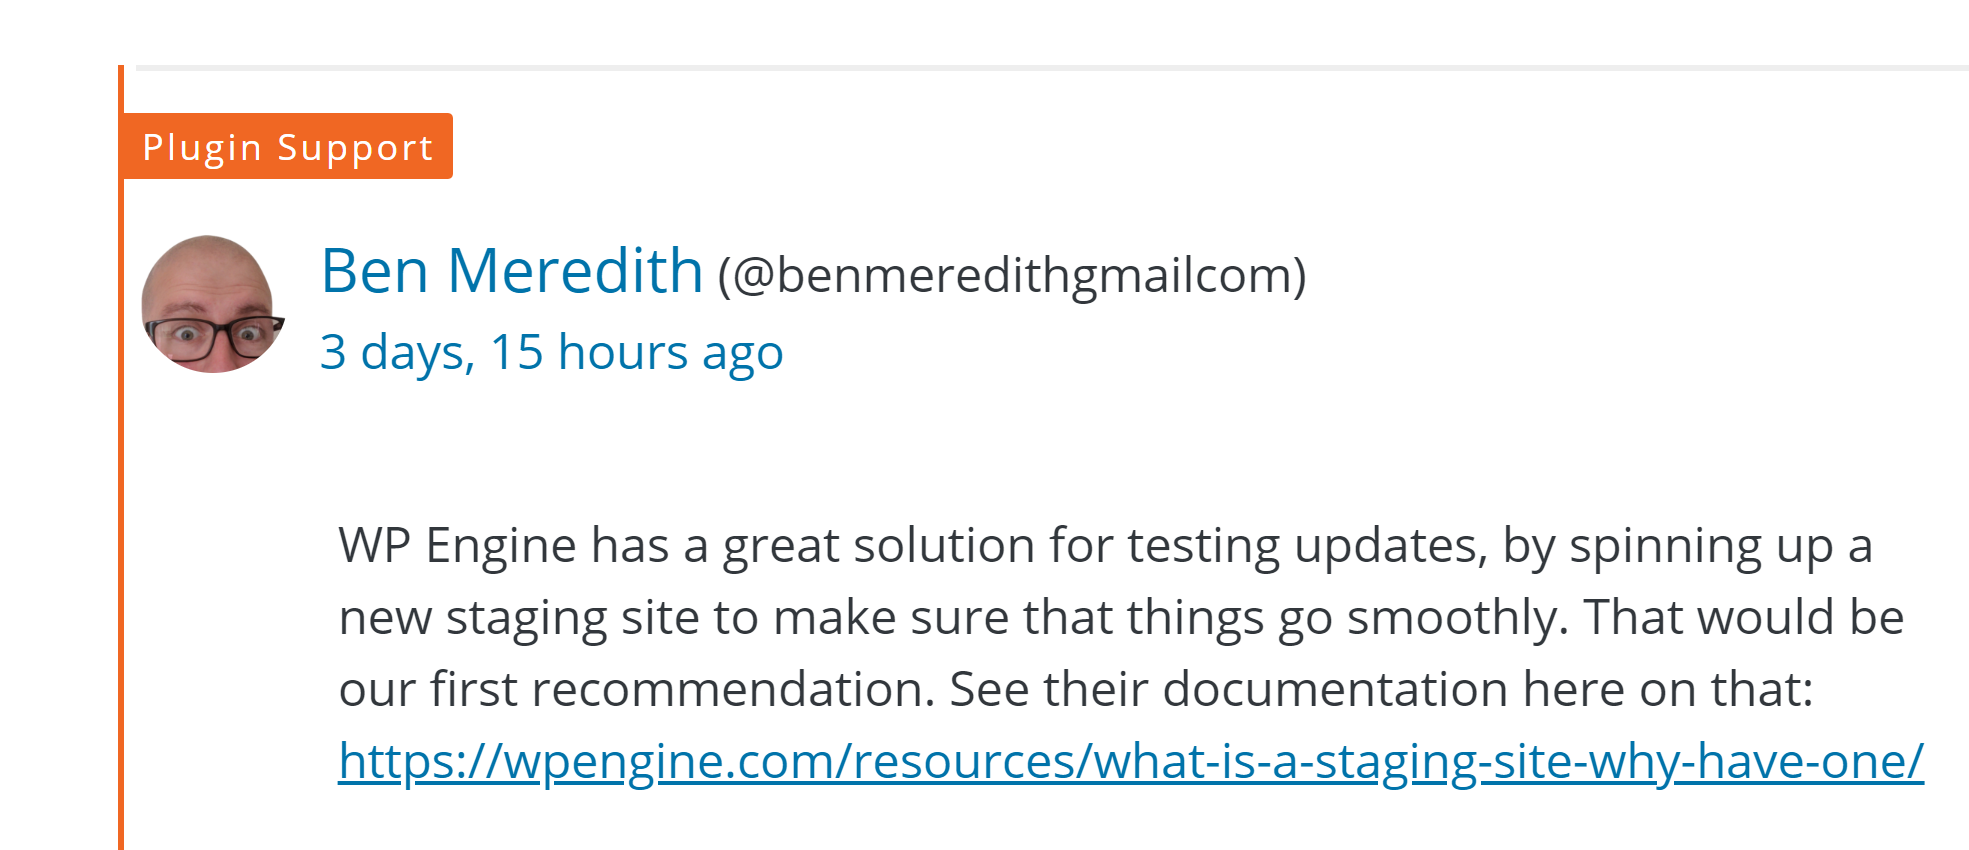 Plugin Support
Ben Meredith (@benmeredithgmailcom)
3 days, 15 hours ago
WP Engine has a great solution for testing updates, by spinning up a
new staging site to make sure that things go smoothly. That would be
our first recommendation. See their documentation here on that:
https://wpengine.com/resources/what-is-a-staging-site-why-have-one/